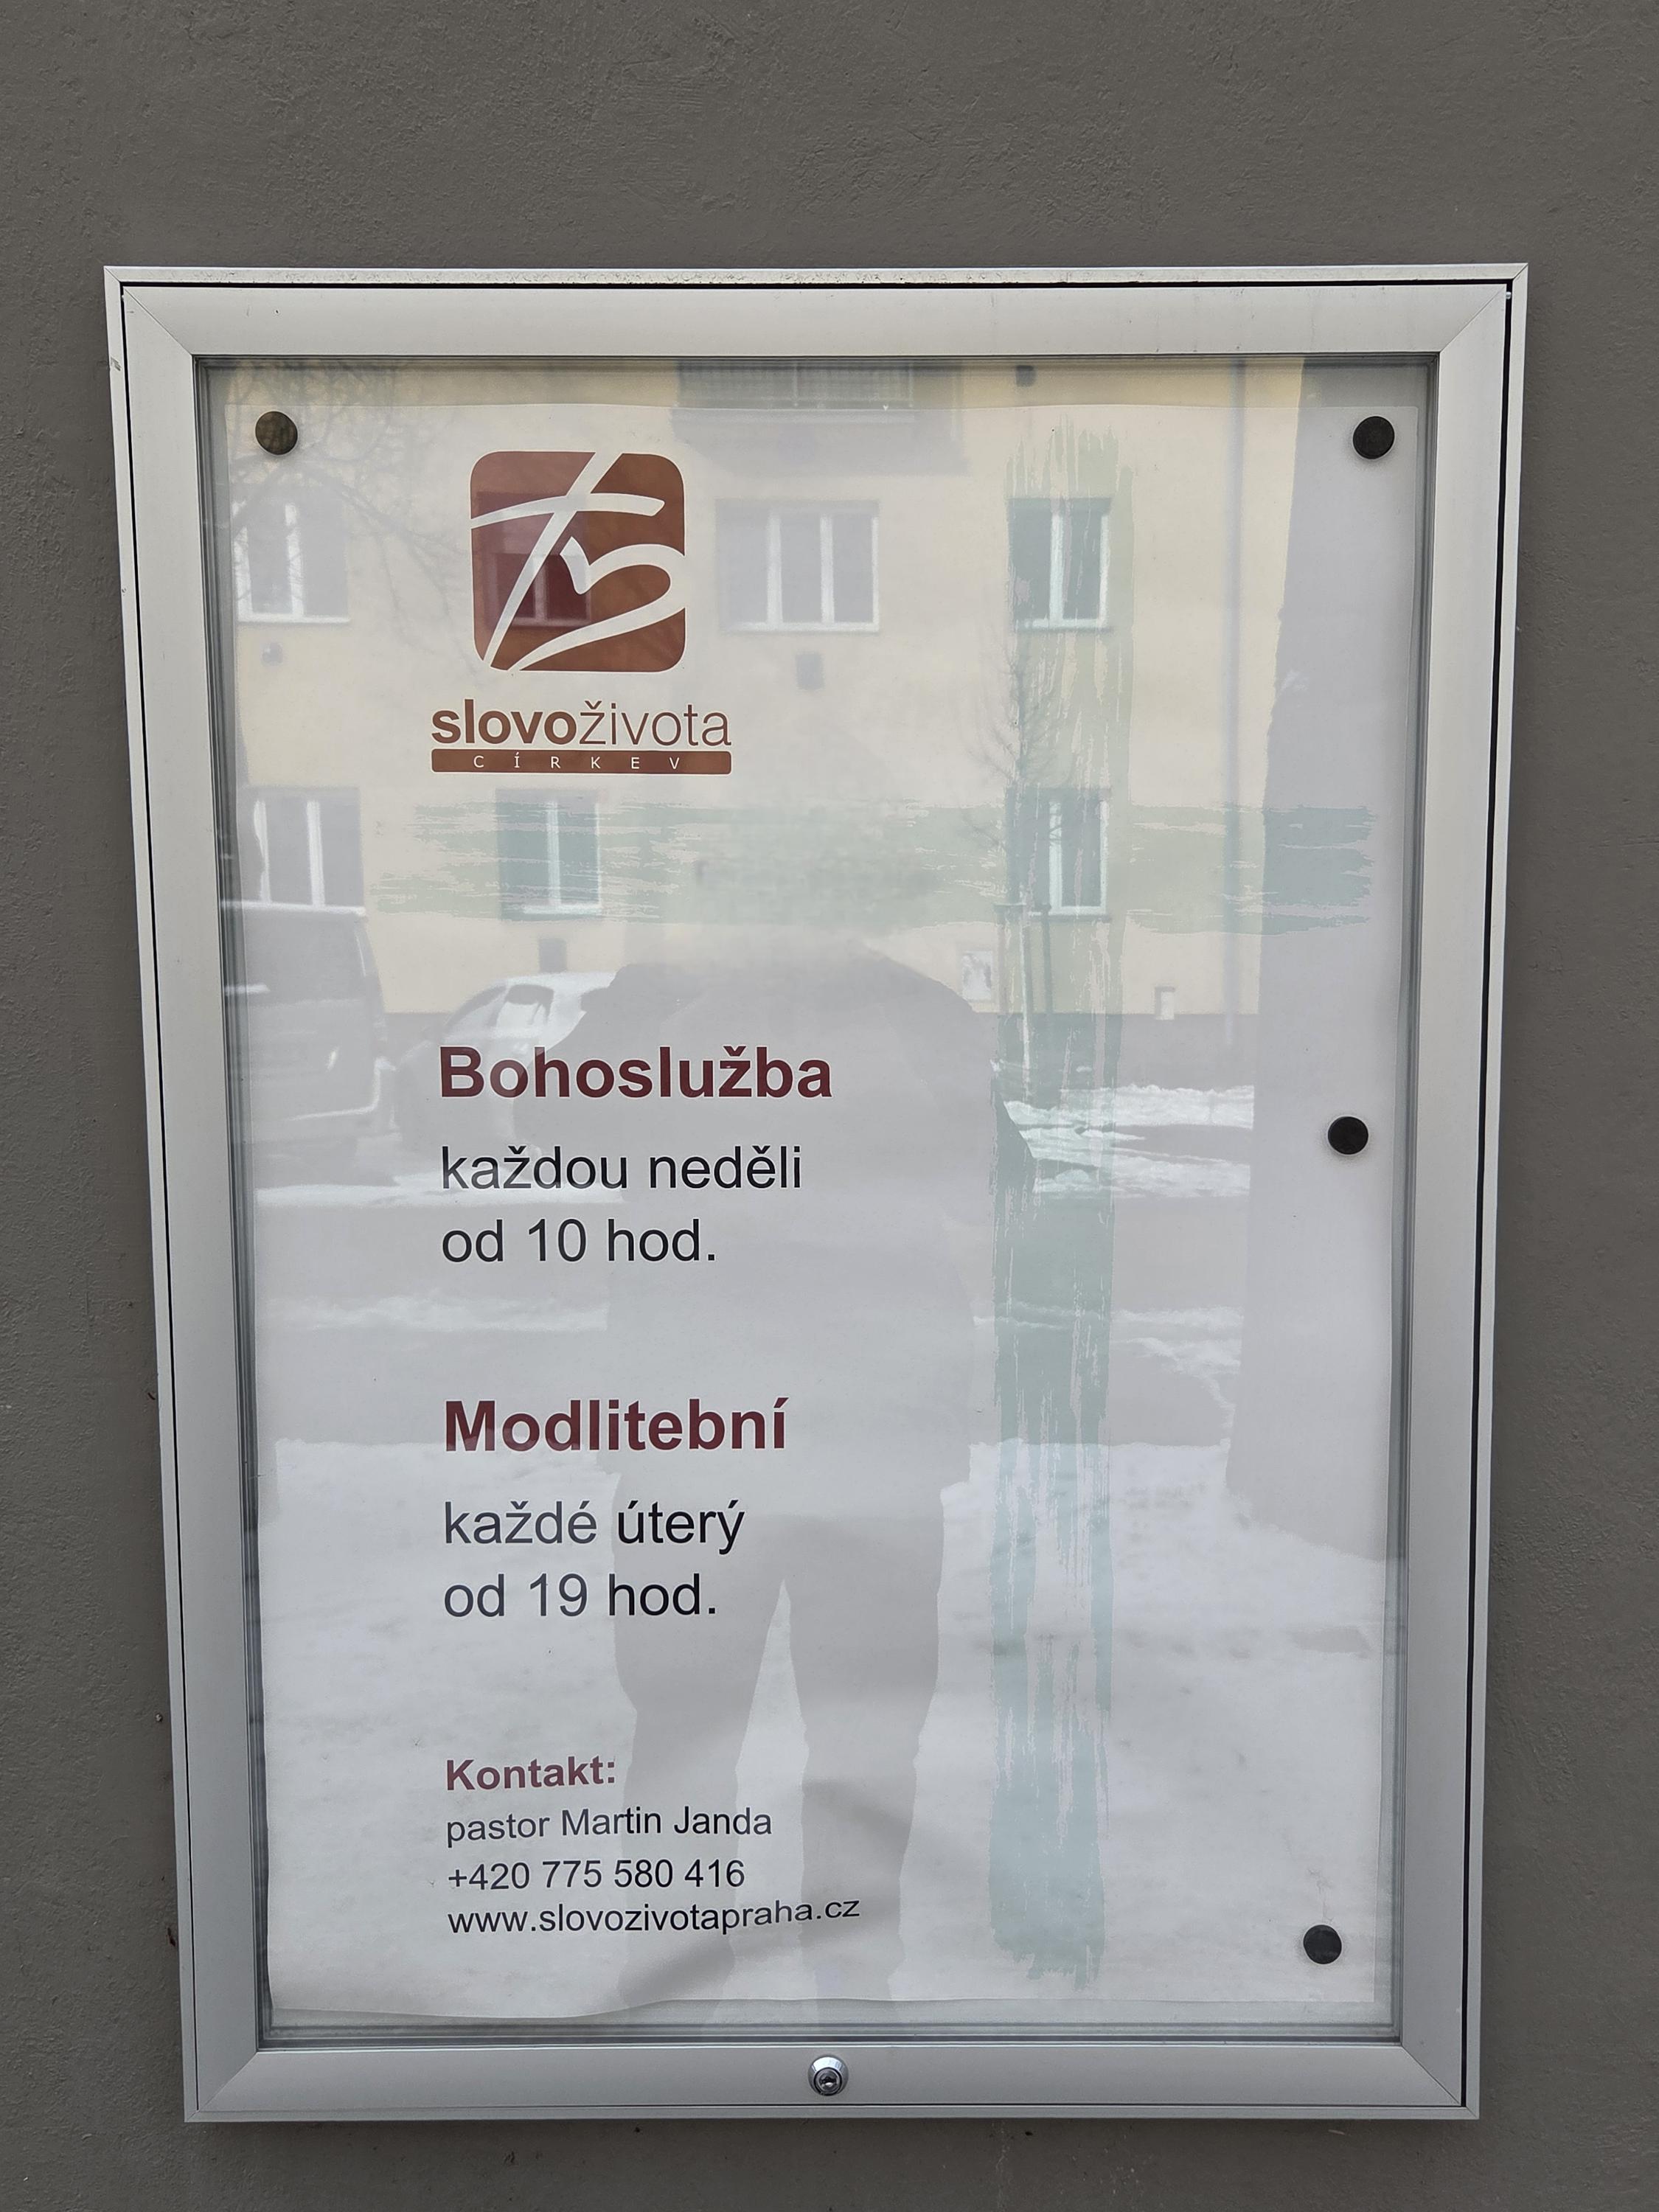 slovoživota
CÍRKEV
Bohoslužba
každou neděli
od 10 hod.
Modlitební
každé úterý
od 19 hod.
Kontakt:
pastor Martin Janda
+420 775 580 416
www.slovozivotapraha.cz